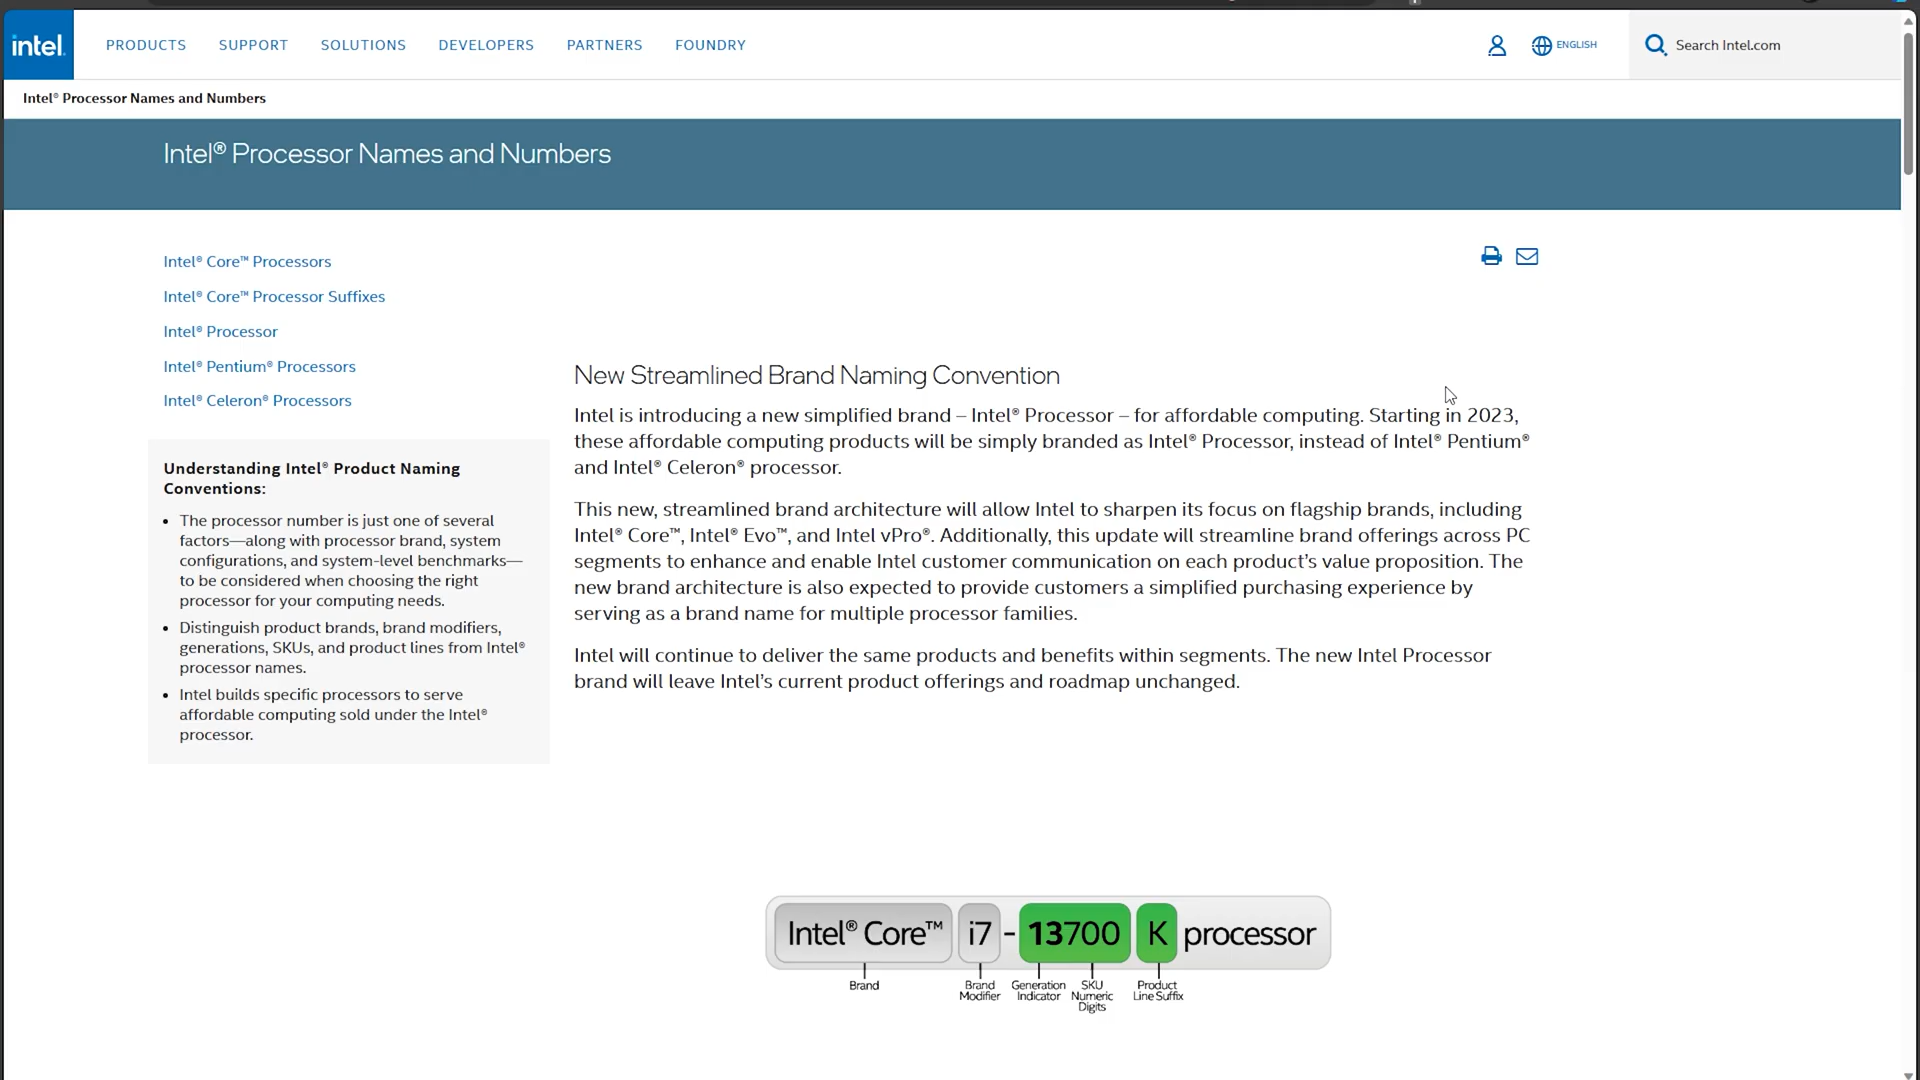 intel.
PRODUCTS SUPPORT SOLUTIONS DEVELOPERS PARTNERS FOUNDRY
ENGLISH
Search Intel.com
Intel® Processor Names and Numbers
Intel® Processor Names and Numbers
Intel® Core™ Processors
Intel® Core™ Processor Suffixes
Intel® Processor
Intel® Pentium® Processors
Intel® Celeron® Processors
Understanding Intel® Product Naming
Conventions:
• The processor number is just one of several
factors—along with processor brand, system
configurations, and system-level benchmarks—
to be considered when choosing the right
processor for your computing needs.
• Distinguish product brands, brand modifiers,
generations, SKUs, and product lines from Intel®
processor names.
• Intel builds specific processors to serve
affordable computing sold under the Intel®
processor.
New Streamlined Brand Naming Convention
Intel is introducing a new simplified brand – Intel® Processor – for affordable computing. Starting in 2023,
these affordable computing products will be simply branded as Intel® Processor, instead of Intel® Pentium®
and Intel® Celeron® processor.
This new, streamlined brand architecture will allow Intel to sharpen its focus on flagship brands, including
Intel® Core™, Intel® Evo™, and Intel vPro®. Additionally, this update will streamline brand offerings across PC
segments to enhance and enable Intel customer communication on each product’s value proposition. The
new brand architecture is also expected to provide customers a simplified purchasing experience by
serving as a brand name for multiple processor families.
Intel will continue to deliver the same products and benefits within segments. The new Intel Processor
brand will leave Intel’s current product offerings and roadmap unchanged.
Intel® Core™ i7 - 13700 K processor
Brand
Brand
Modifier
Generation
Indicator
SKU
Numeric
Digits
Product
Line Suffix